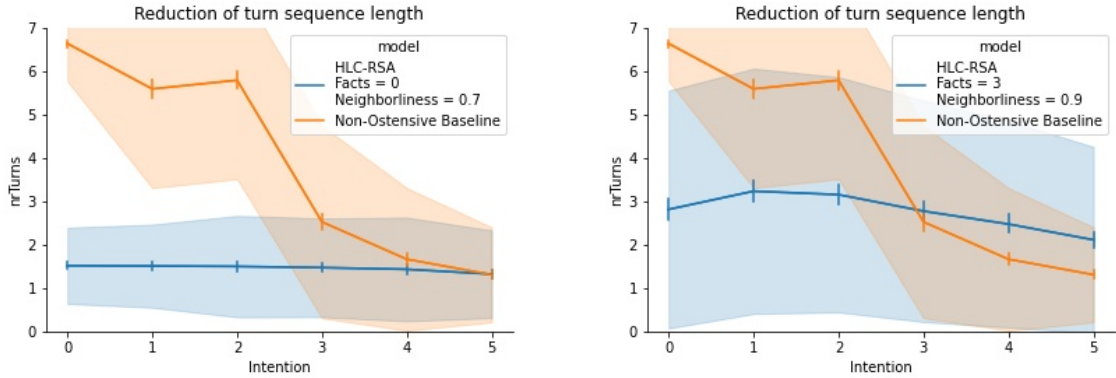 Reduction of turn sequence length
7
6
5
4
3
2
1
0
nrTurns
0 1 2 3 4 5
Intention
model
HLC-RSA
Facts = 0
Neighborliness = 0.7
Non-Ostensive Baseline
Reduction of turn sequence length
7
6
5
4
3
2
1
0
nrTurns
0 1 2 3 4 5
Intention
model
HLC-RSA
Facts = 3
Neighborliness = 0.9
Non-Ostensive Baseline